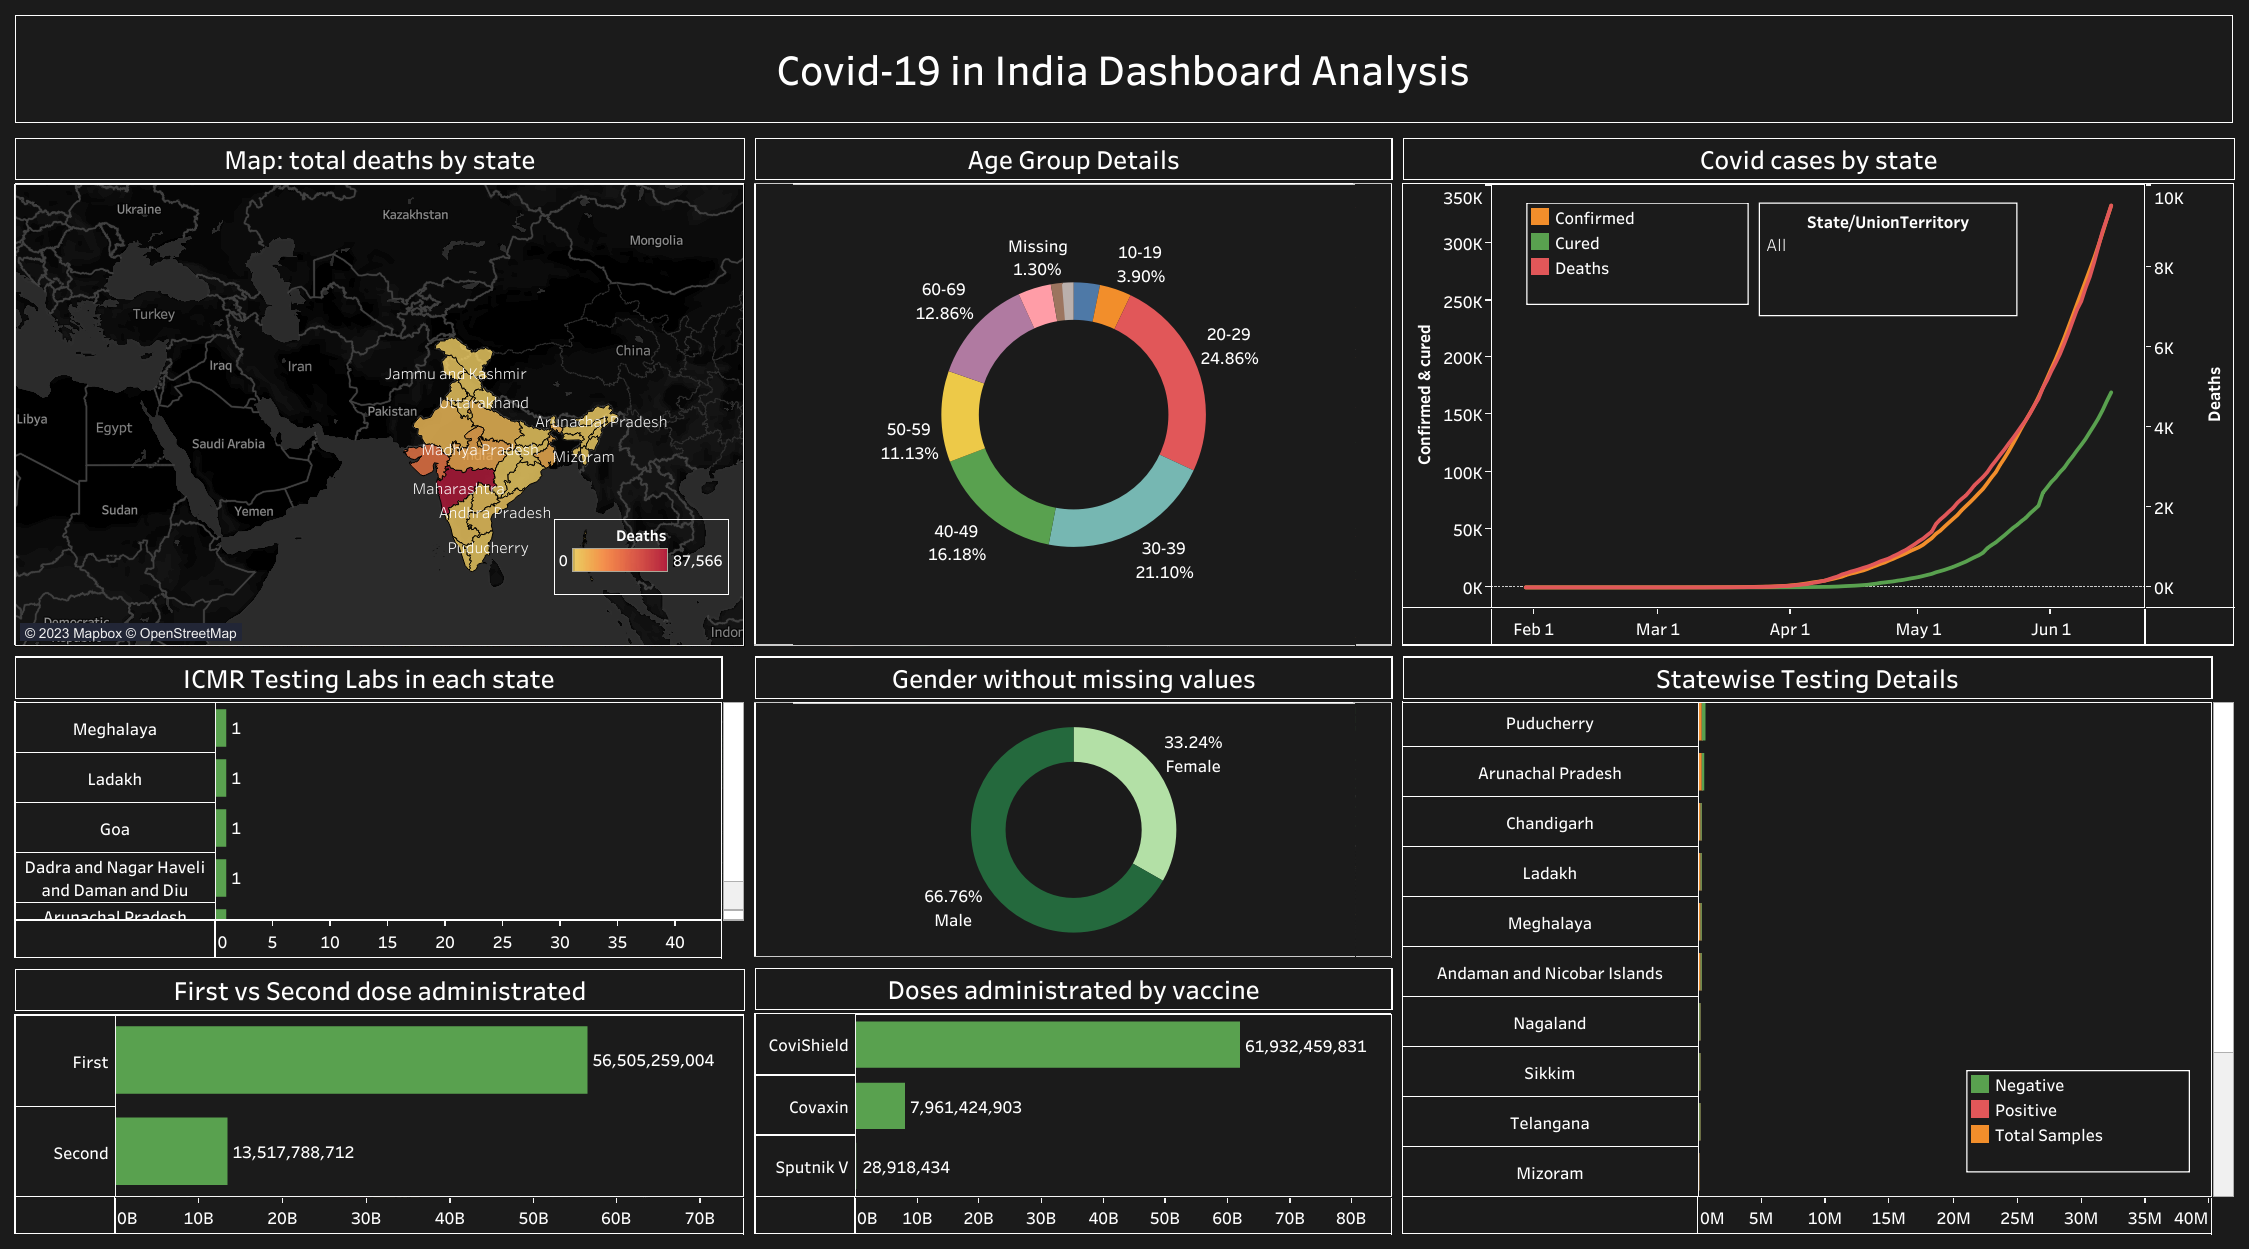 Covid-19 in India Dashboard Analysis
Map: total deaths by state
Ukraine
Kazakhstan
Mongolia
Turkey
China
Iraq
Iran
Jammu and Kashmir
Uttarakhand
Pakistan
Libya
Egypt
Arunachal Pradesh
Saudi Arabia
Madhya Pradesh
Mizoram
Maharashtra
Sudan
Yemen
Andhra Pradesh
Puducherry
Deaths
0
87,566
Democratic
Indon
© 2023 Mapbox © OpenStreetMap
Age Group Details
Missing
1.30%
10-19
3.90%
60-69
12.86%
20-29
24.86%
50-59
11.13%
40-49
16.18%
30-39
21.10%
Covid cases by state
350K
300K
250K
200K
150K
100K
50K
0K
Confirmed & cured
Confirmed
Cured
Deaths
State/UnionTerritory
All
10K
8K
6K
4K
2K
0K
Deaths
Feb 1 Mar 1 Apr 1 May 1 Jun 1
ICMR Testing Labs in each state
Meghalaya 1
Ladakh 1
Goa 1
Dadra and Nagar Haveli
and Daman and Diu 1
Arunachal Pradesh
0 5 10 15 20 25 30 35 40
Gender without missing values
33.24%
Female
66.76%
Male
Statewise Testing Details
Puducherry
Arunachal Pradesh
Chandigarh
Ladakh
Meghalaya
Andaman and Nicobar Islands
Nagaland
Sikkim
Telangana
Mizoram
Negative
Positive
Total Samples
0M 5M 10M 15M 20M 25M 30M 35M 40M
First vs Second dose administrated
First 56,505,259,004
Second 13,517,788,712
0B 10B 20B 30B 40B 50B 60B 70B
Doses administrated by vaccine
CoviShield 61,932,459,831
Covaxin 7,961,424,903
Sputnik V 28,918,434
0B 10B 20B 30B 40B 50B 60B 70B 80B